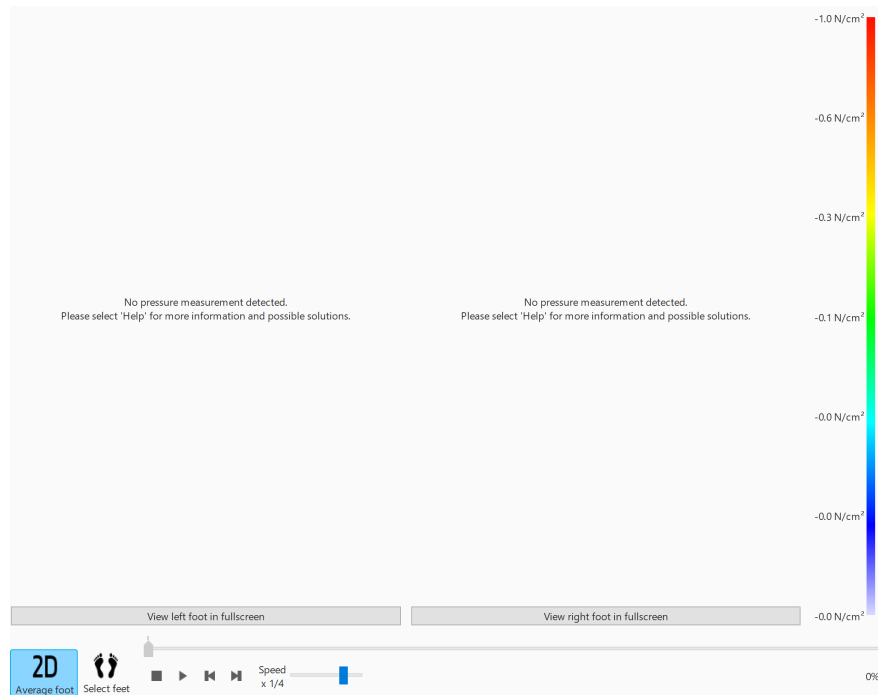 -1.0 N/cm²
-0.6 N/cm²
-0.3 N/cm²
No pressure measurement detected.
Please select 'Help' for more information and possible solutions.
No pressure measurement detected.
Please select 'Help' for more information and possible solutions.
-0.1 N/cm²
-0.0 N/cm²
-0.0 N/cm²
View left foot in fullscreen
View right foot in fullscreen
-0.0 N/cm²
2D
Average foot
Select feet
Speed
x 1/4
0%